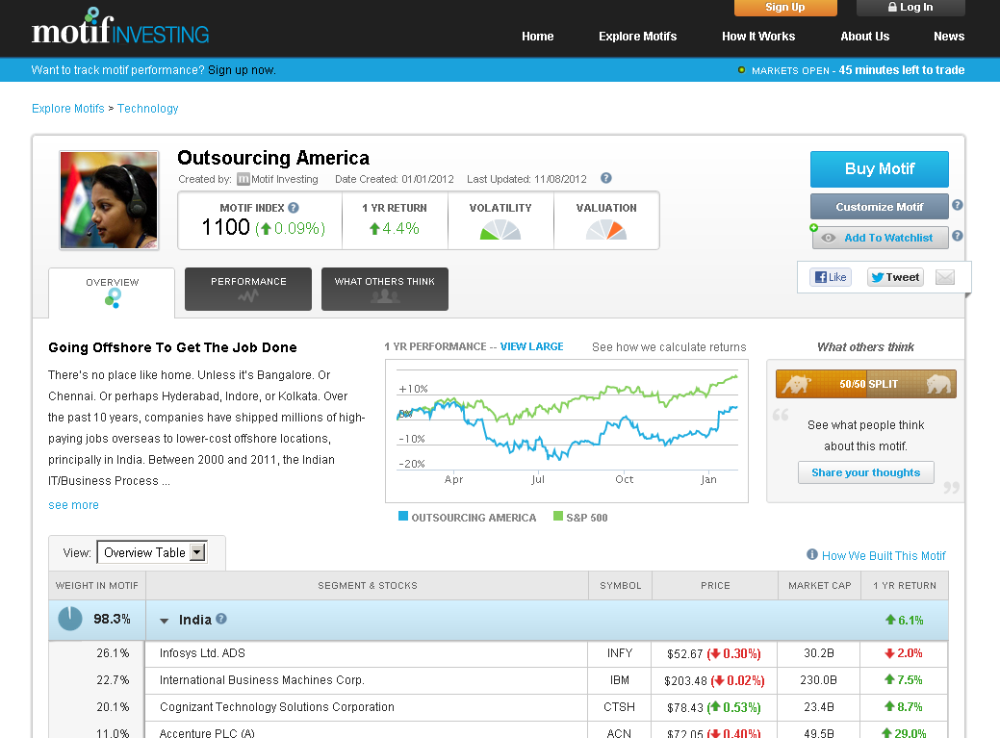 Sign Up
Log In
motif INVESTING
Home Explore Motifs How It Works About Us News
Want to track motif performance? Sign up now.
MARKETS OPEN - 45 minutes left to trade
Explore Motifs > Technology
Outsourcing America
Created by: m Motif Investing Date Created: 01/01/2012 Last Updated: 11/08/2012 ?
MOTIF INDEX ? 1 YR RETURN VOLATILITY VALUATION
1100 (0.09%) 4.4%
Buy Motif
Customize Motif ?
Add To Watchlist ?
Like Tweet
OVERVIEW PERFORMANCE WHAT OTHERS THINK
Going Offshore To Get The Job Done
There's no place like home. Unless it's Bangalore. Or
Chennai. Or perhaps Hyderabad, Indore, or Kolkata. Over
the past 10 years, companies have shipped millions of high-
paying jobs overseas to lower-cost offshore locations,
principally in India. Between 2000 and 2011, the Indian
IT/Business Process ...
see more
1 YR PERFORMANCE -- VIEW LARGE See how we calculate returns
+10%
0%
-10%
-20%
Apr Jul Oct Jan
OUTSOURCING AMERICA S&P 500
What others think
50/50 SPLIT
“ See what people think
about this motif.
Share your thoughts ”
View: Overview Table
How We Built This Motif
WEIGHT IN MOTIF SEGMENT & STOCKS SYMBOL PRICE MARKET CAP 1 YR RETURN
98.3% India ? 6.1%
26.1% Infosys Ltd. ADS INFY $52.67 (0.30%) 30.2B 2.0%
22.7% International Business Machines Corp. IBM $203.48 (0.02%) 230.0B 7.5%
20.1% Cognizant Technology Solutions Corporation CTSH $78.43 (0.53%) 23.4B 8.7%
11.0% Accenture PLC (A) ACN $72.05 (0.40%) 49.5B 29.0%